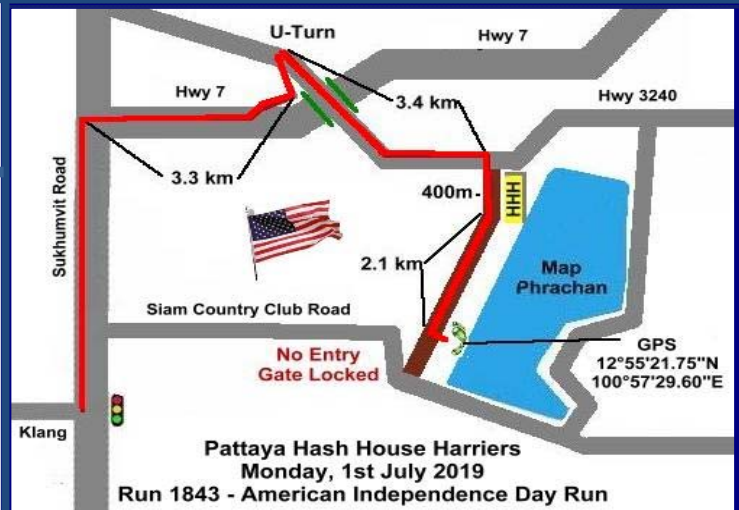 U-Turn
Hwy 7
Hwy 7
3.4 km
Hwy 3240
3.3 km
400m
HHH
Sukhumvit Road
2.1 km
Map
Phrachan
Siam Country Club Road
GPS
12°55'21.75"N
100°57'29.60"E
No Entry
Gate Locked
Klang
Pattaya Hash House Harriers
Monday, 1st July 2019
Run 1843 - American Independence Day Run